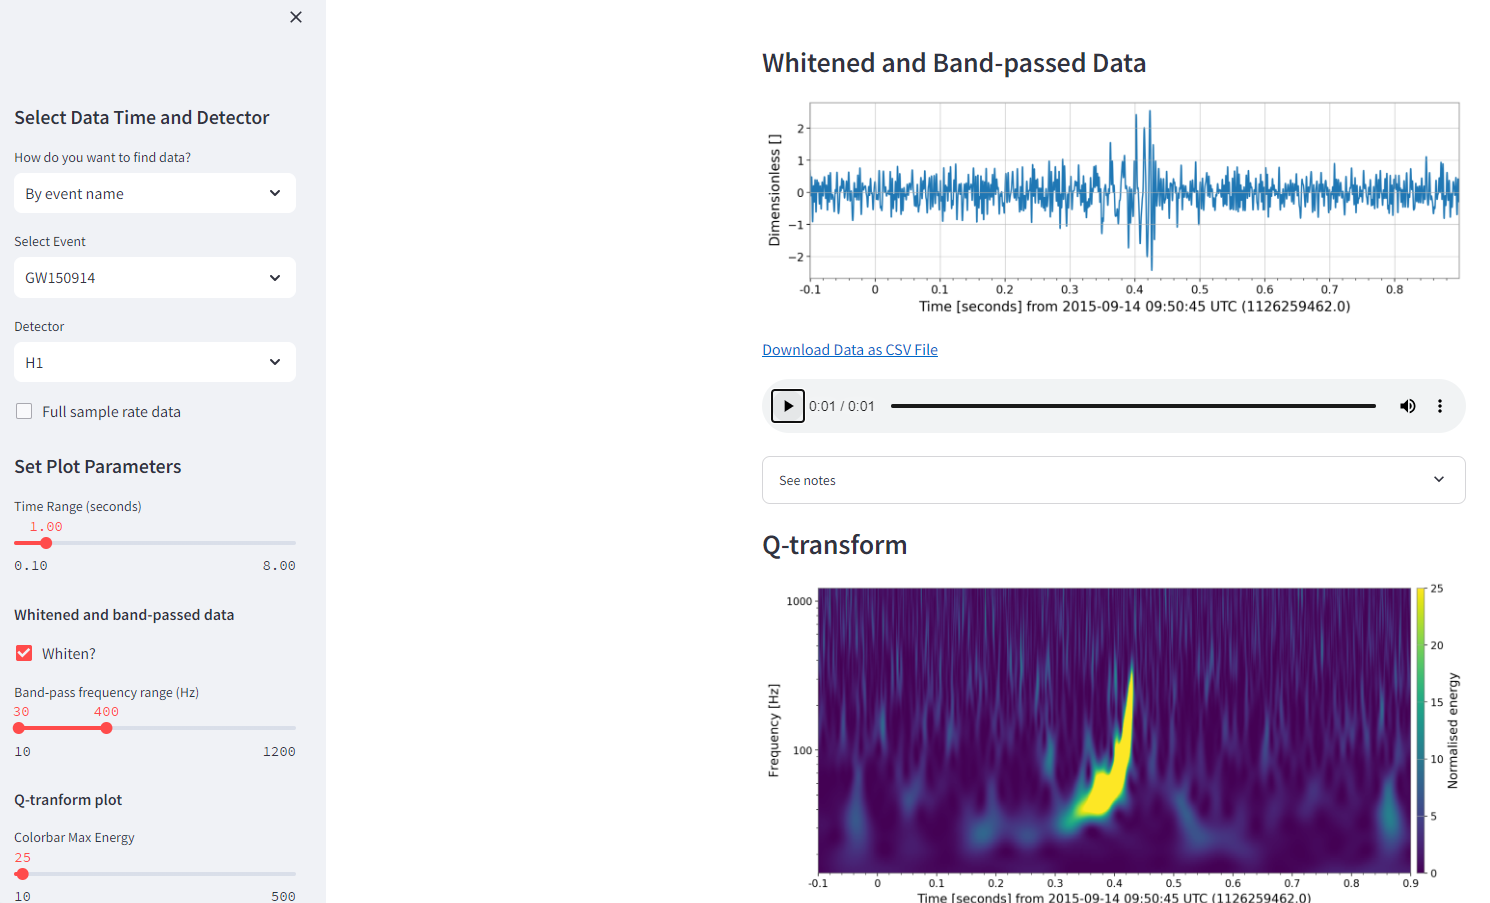 Select Data Time and Detector
How do you want to find data?
By event name
Select Event
GW150914
Detector
H1
Full sample rate data
Set Plot Parameters
Time Range (seconds)
1.00
0.10 8.00
Whitened and band-passed data
Whiten?
Band-pass frequency range (Hz)
30 400
10 1200
Q-tranform plot
Colorbar Max Energy
25
10 500
Whitened and Band-passed Data
Dimensionless []
2
1
0
−1
−2
-0.1 0 0.1 0.2 0.3 0.4 0.5 0.6 0.7 0.8
Time [seconds] from 2015-09-14 09:50:45 UTC (1126259462.0)
Download Data as CSV File
0:01 / 0:01
See notes
Q-transform
Frequency [Hz]
1000
100
25
20
15
10
5
0
Normalised energy
-0.1 0 0.1 0.2 0.3 0.4 0.5 0.6 0.7 0.8 0.9
Time [seconds] from 2015-09-14 09:50:45 UTC (1126259462.0)